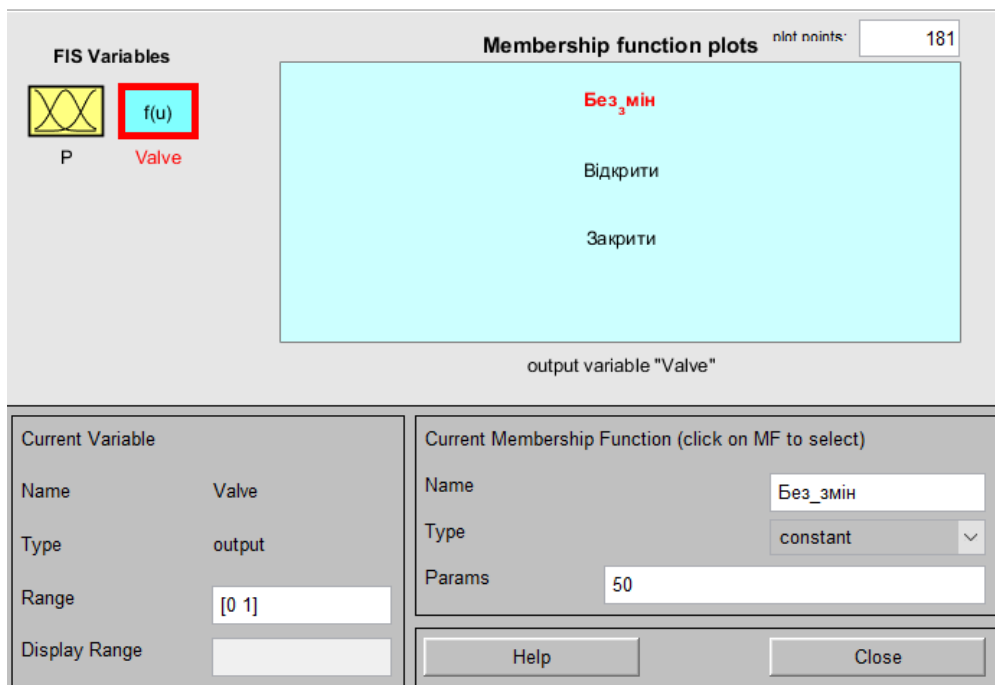 FIS Variables
f(u)
P
Valve
Membership function plots
plot points:
181
Без_змін
Відкрити
Закрити
output variable "Valve"
Current Variable
Name
Valve
Type
output
Range
[0 1]
Display Range
Current Membership Function (click on MF to select)
Name
Без_змін
Type
constant
Params
50
Help
Close